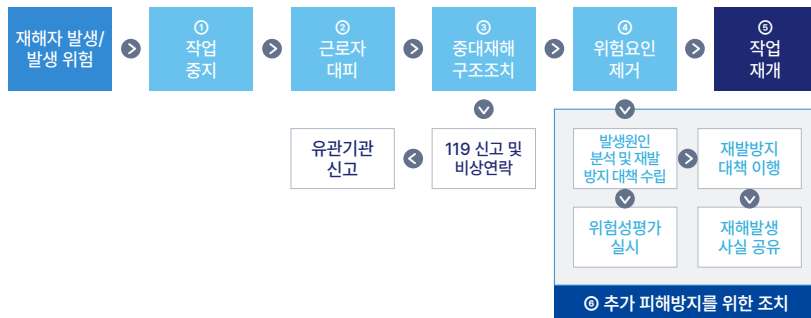 재해자 발생/
발생 위험
①
작업
중지
②
근로자
대피
③
중대재해
구조조치
④
위험요인
제거
⑤
작업
재개
유관기관
신고
119 신고 및
비상연락
발생원인
분석 및 재발
방지 대책 수립
재발방지
대책 이행
위험성평가
실시
재해발생
사실 공유
⑥ 추가 피해방지를 위한 조치